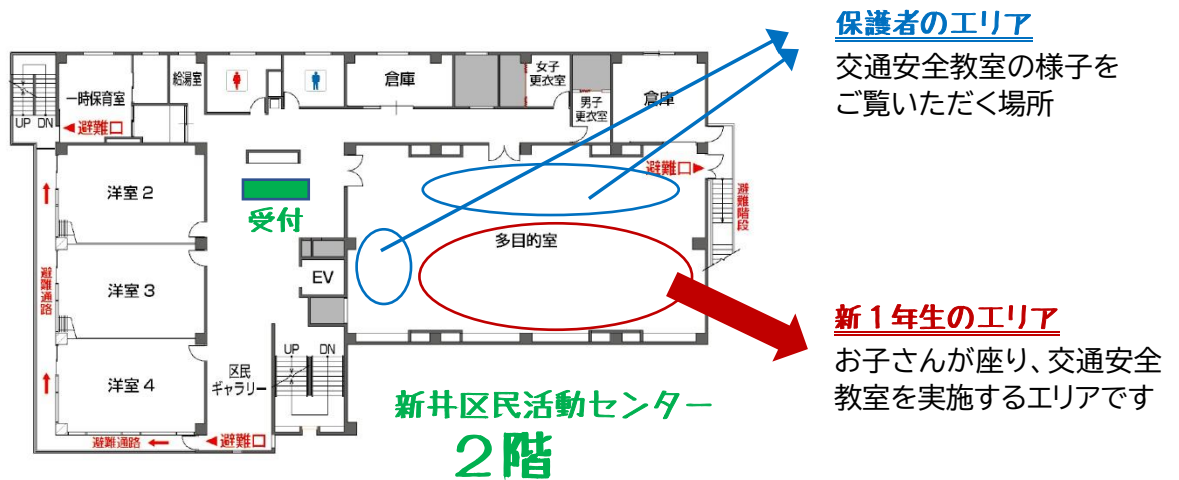 保護者のエリア
交通安全教室の様子を
ご覧いただく場所
女子
更衣室
給湯室
倉庫
一時保育室
倉庫
男子
更衣室
UP DN
◀避難口
避難口▶
洋室2
避難階段
受付
多目的室
EV
避難通路
洋室3
新1年生のエリア
お子さんが座り、交通安全
教室を実施するエリアです
UP DN
区民
ギャラリー
洋室4
新井区民活動センター
2階
避難通路
◀避難口